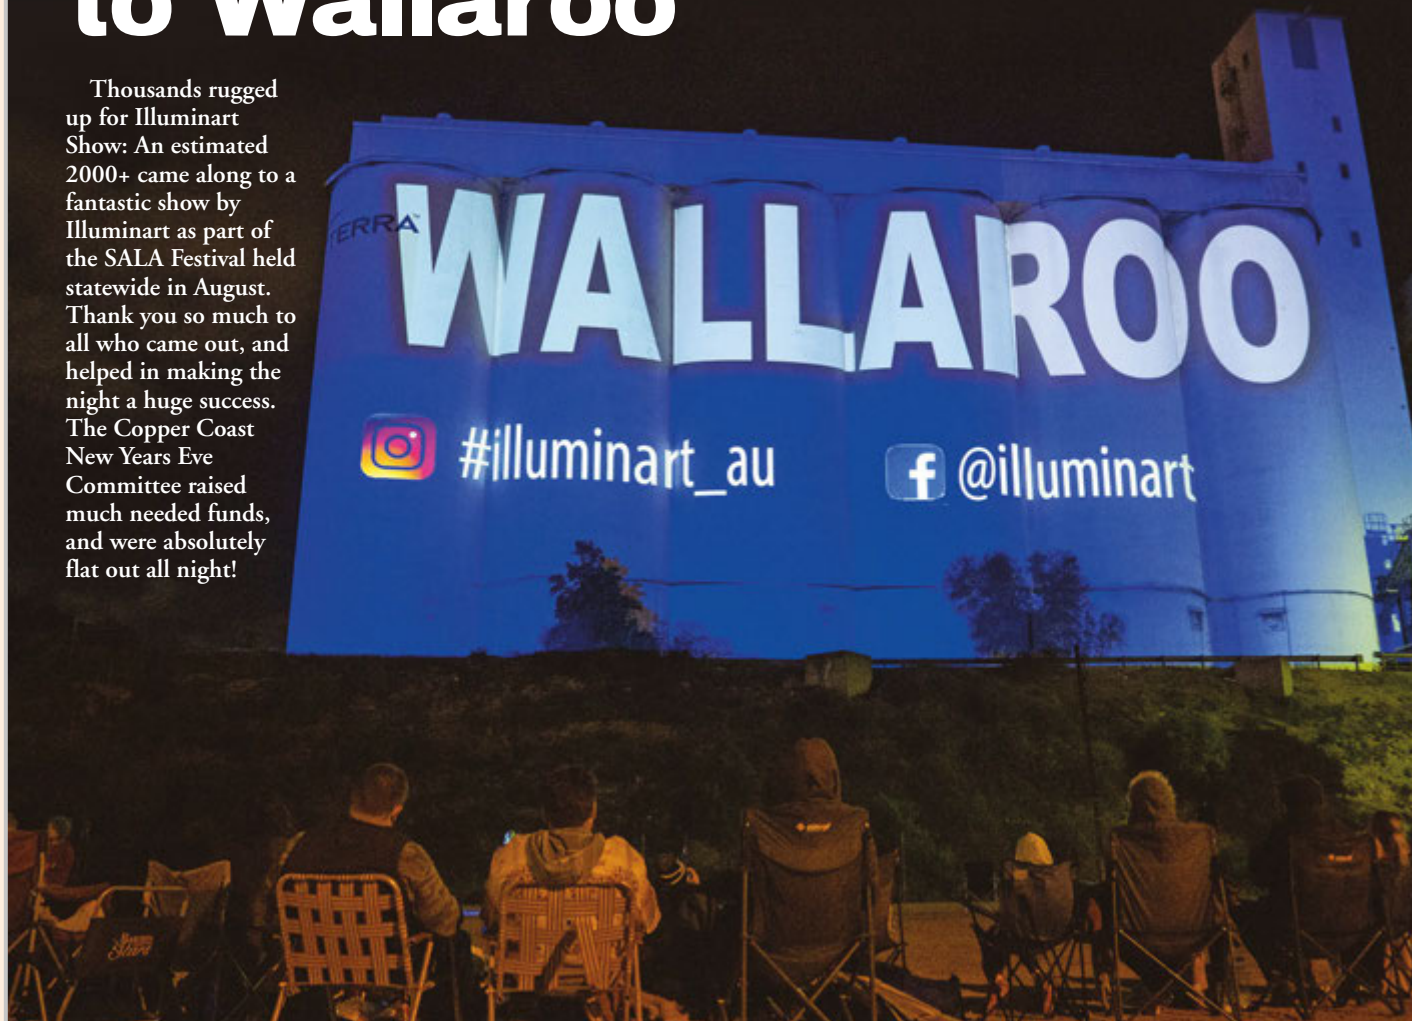 to Wallaroo
Thousands rugged
up for Illuminart
Show: An estimated
2000+ came along to a
fantastic show by
Illuminart as part of
the SALA Festival held
statewide in August.
Thank you so much to
all who came out, and
helped in making the
night a huge success.
The Copper Coast
New Years Eve
Committee raised
much needed funds,
and were absolutely
flat out all night!
TERRA
WALLAROO
#illuminart_au
@illuminart